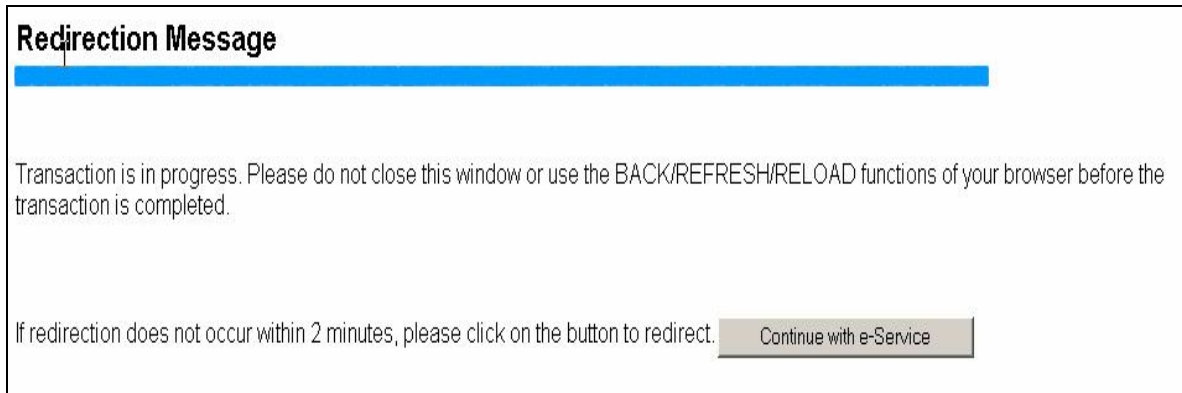 Redirection Message
Transaction is in progress. Please do not close this window or use the BACK/REFRESH/RELOAD functions of your browser before the
transaction is completed.
If redirection does not occur within 2 minutes, please click on the button to redirect. Continue with e-Service